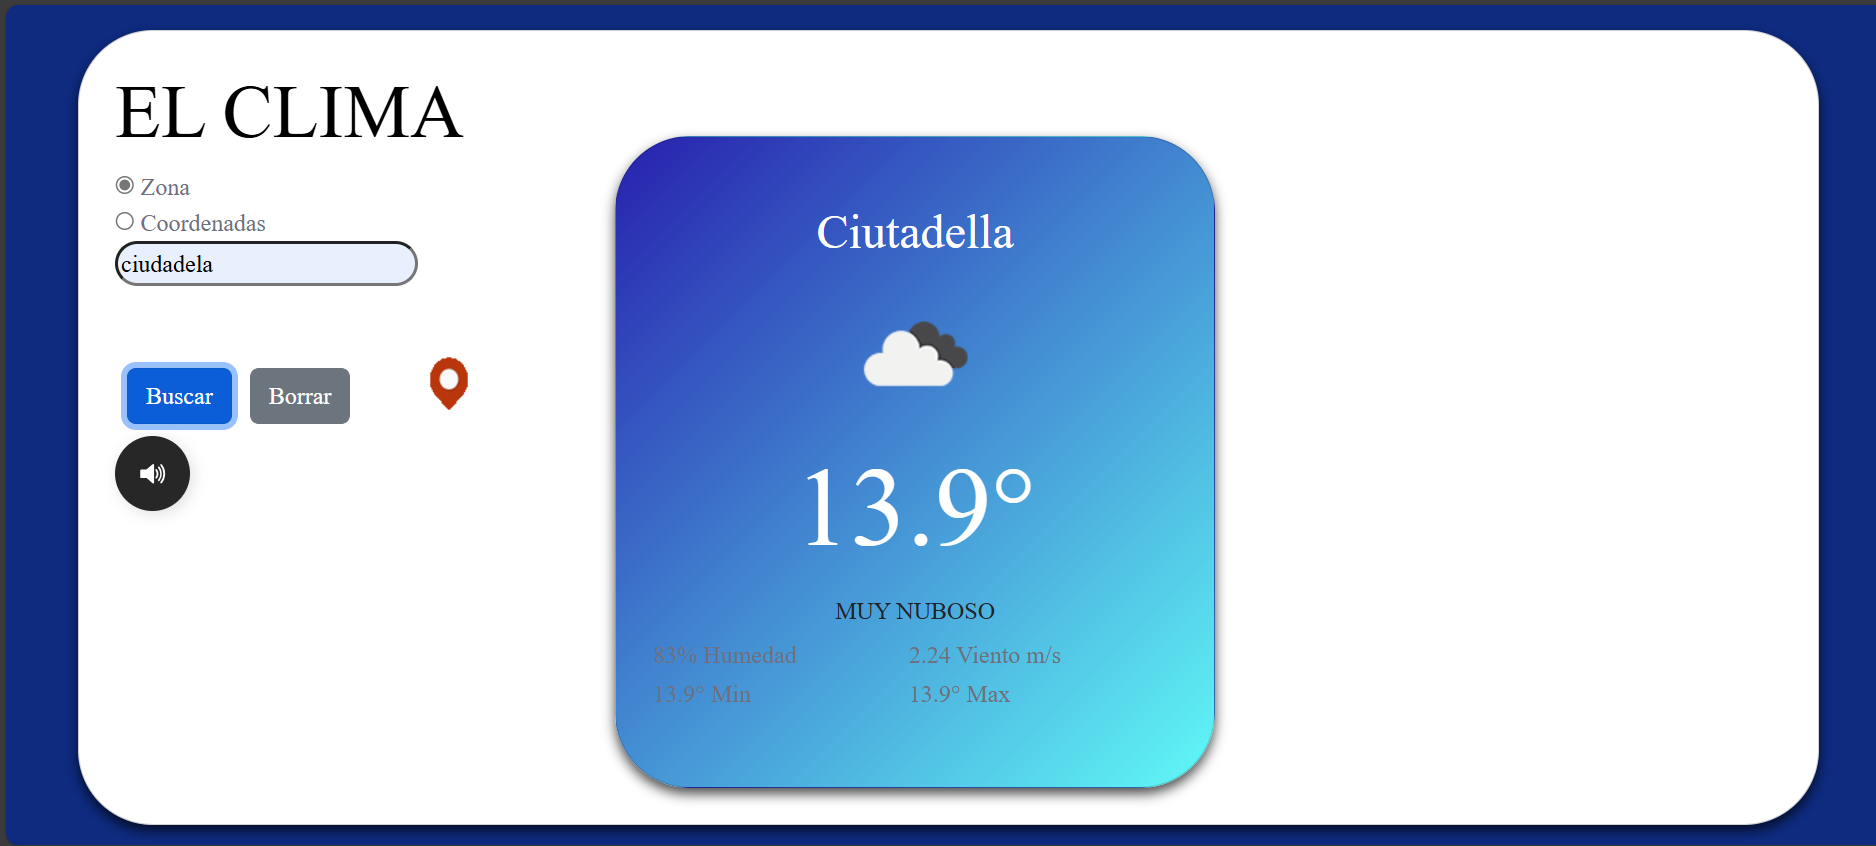 EL CLIMA
Zona
Coordenadas
ciudadela
Buscar
Borrar
Ciutadella
13.9°
MUY NUBOSO
83% Humedad
2.24 Viento m/s
13.9° Min
13.9° Max